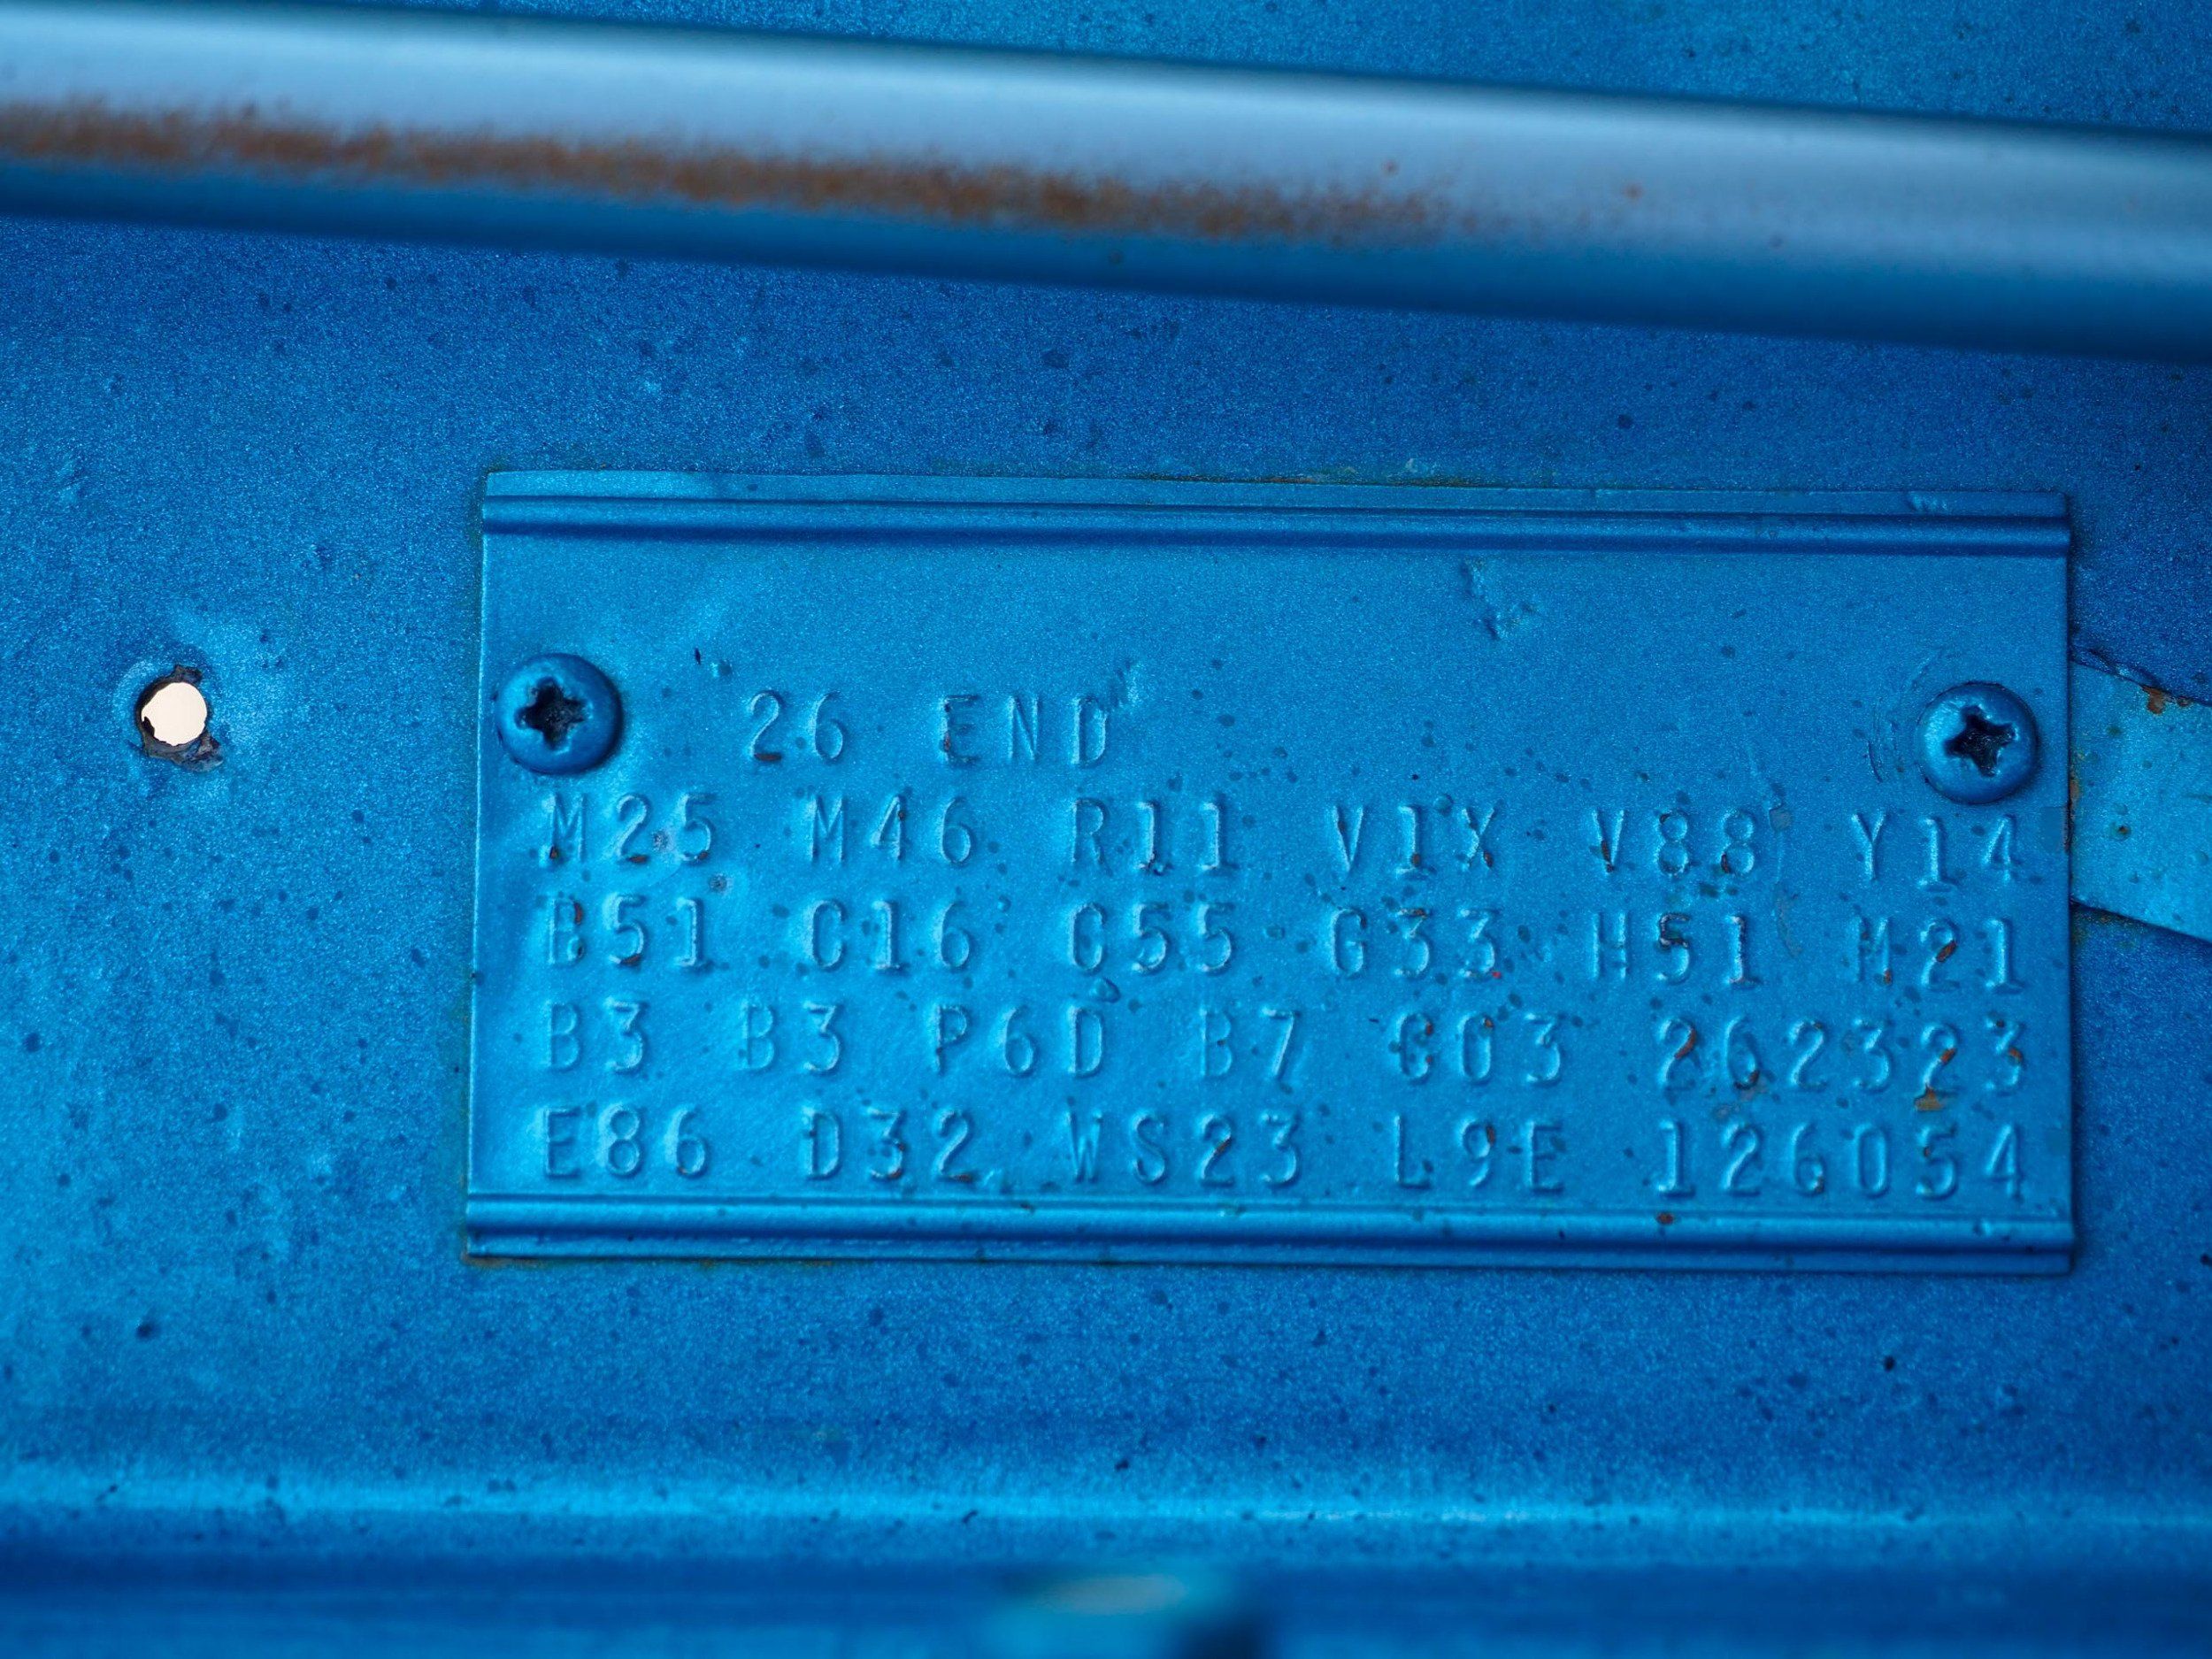 26 END
M25 M46 R11 V1X V88 Y14
B51 C16 G55 G33 H51 M21
B3 B3 P6D B7 C03 262323
E86 D32 WS23 L9E 126054